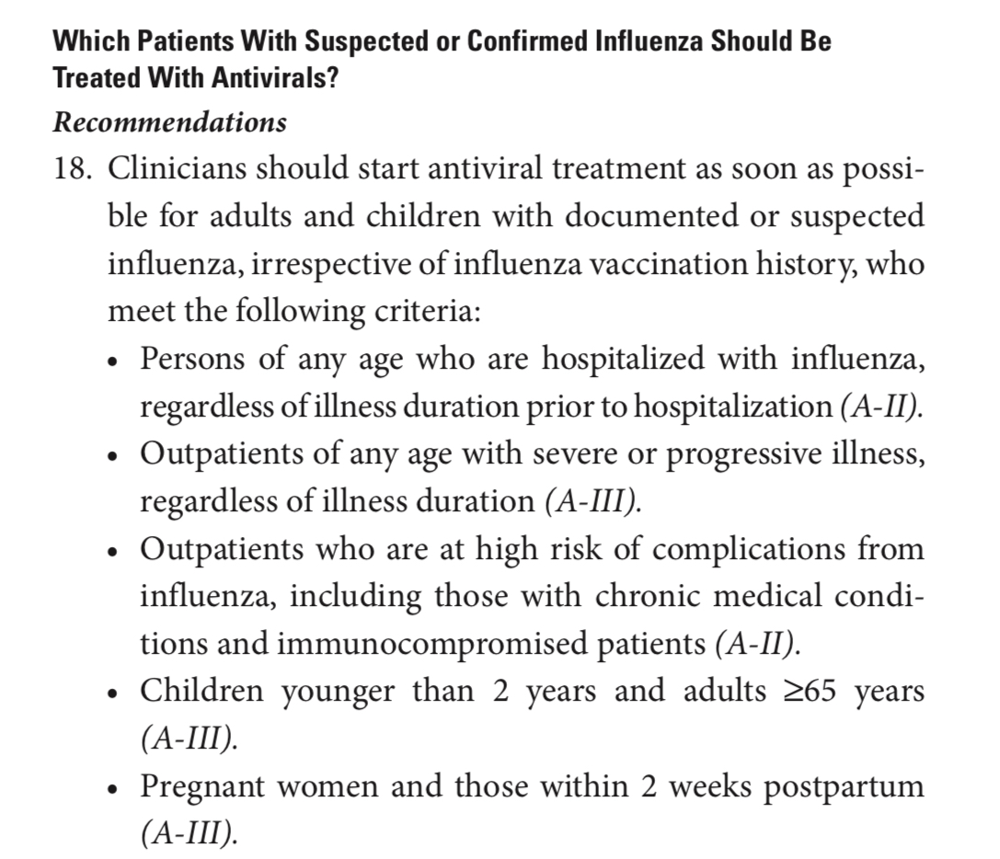 Which Patients With Suspected or Confirmed Influenza Should Be
Treated With Antivirals?
Recommendations
18. Clinicians should start antiviral treatment as soon as possi-
ble for adults and children with documented or suspected
influenza, irrespective of influenza vaccination history, who
meet the following criteria:
• Persons of any age who are hospitalized with influenza,
regardless of illness duration prior to hospitalization (A-II).
• Outpatients of any age with severe or progressive illness,
regardless of illness duration (A-III).
• Outpatients who are at high risk of complications from
influenza, including those with chronic medical condi-
tions and immunocompromised patients (A-II).
• Children younger than 2 years and adults ≥65 years
(A-III).
• Pregnant women and those within 2 weeks postpartum
(A-III).